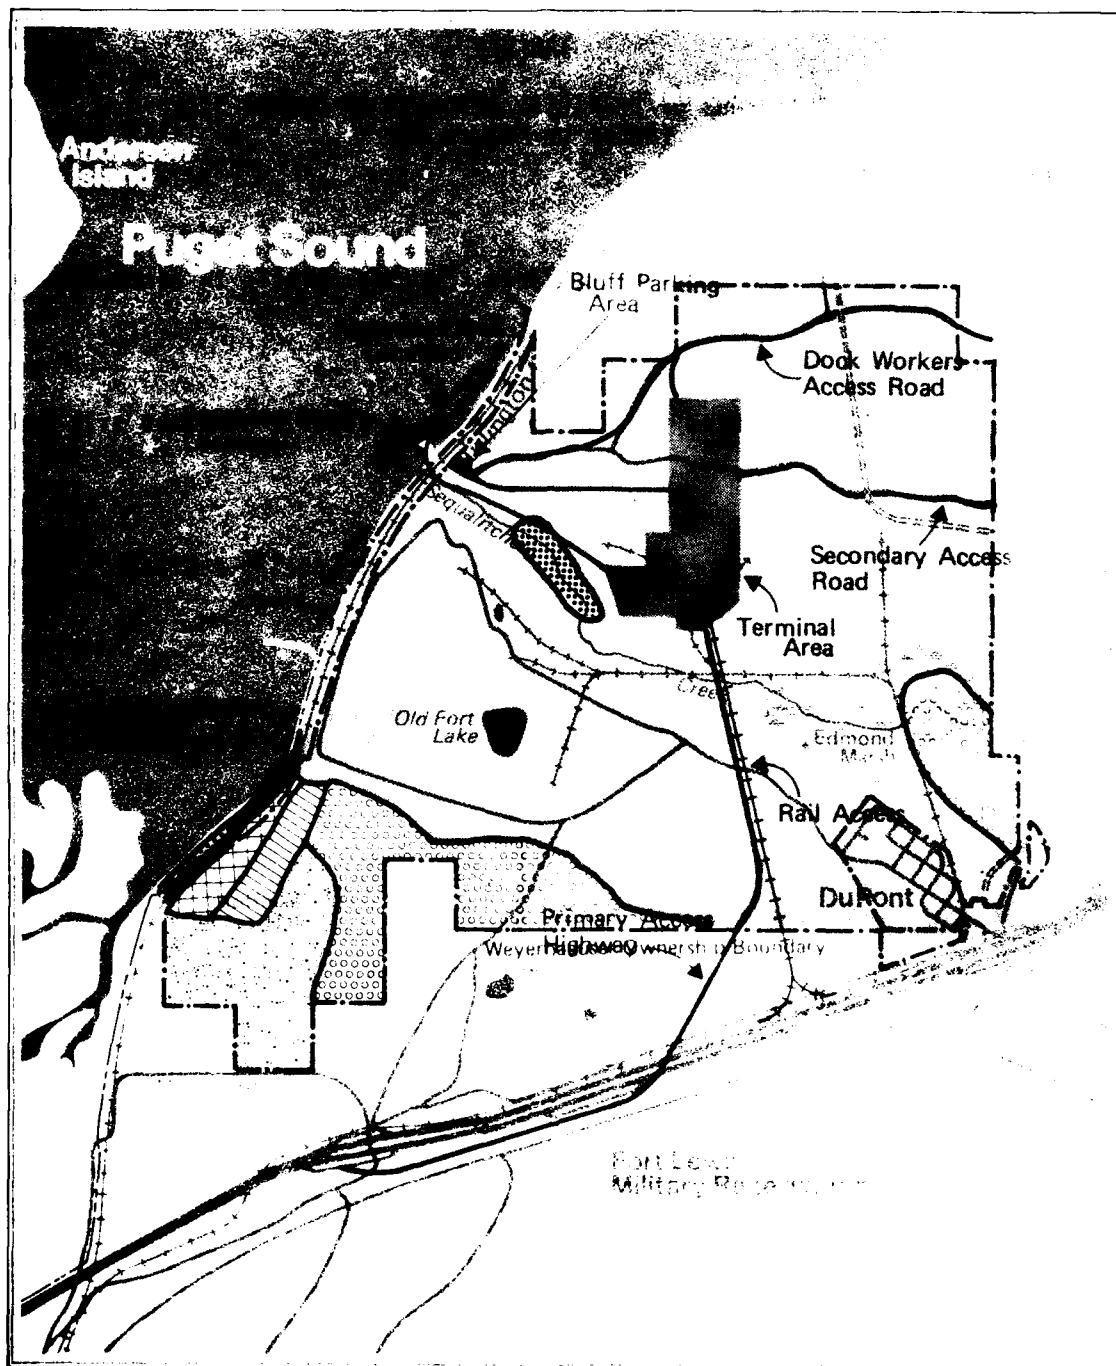 Anderson
Island
Puget Sound
Bluff Parking
Area
Dock Workers
Access Road
Secondary Access
Road
Terminal
Area
Creek
Old Fort
Lake
Edmond
Marsh
Rail Access
DuPont
Primary Access
Highway
Ownership Boundary
Military